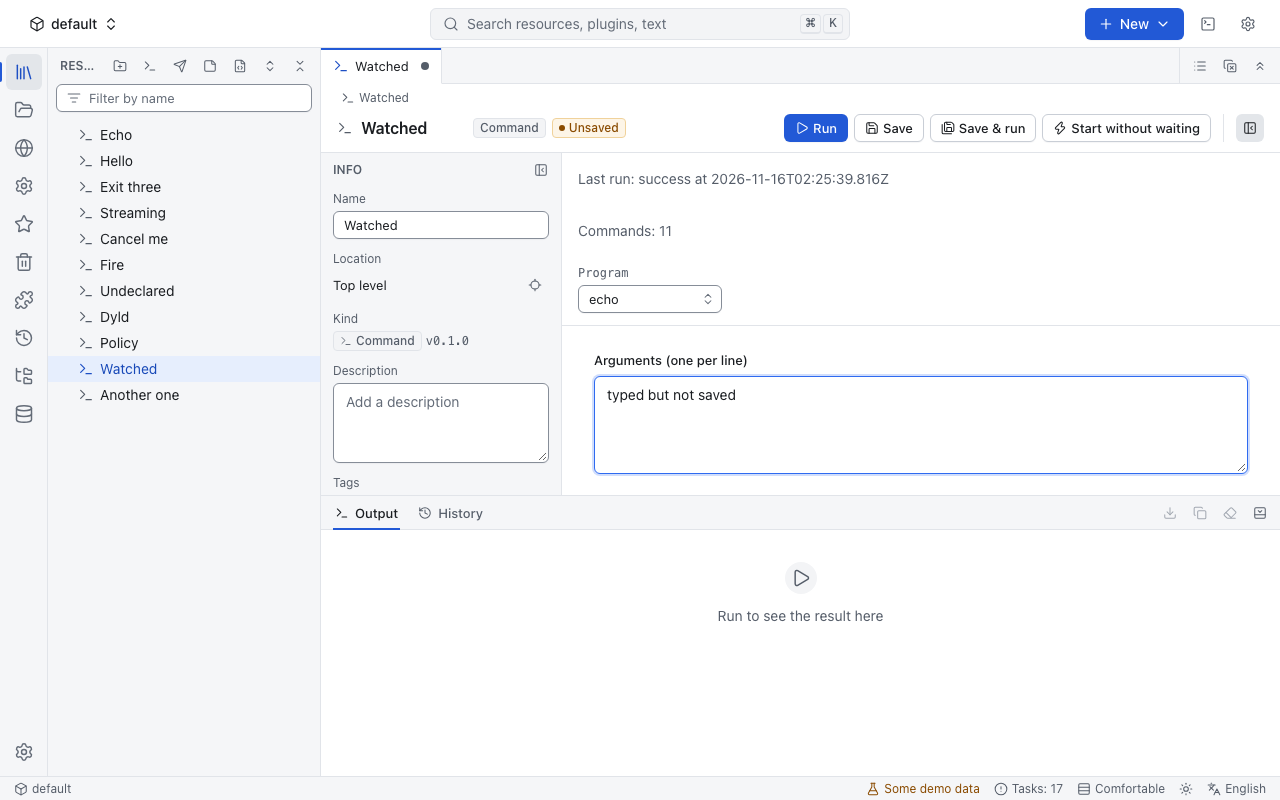 default
Search resources, plugins, text
⌘ K
New
RES...
Filter by name
Echo
Hello
Exit three
Streaming
Cancel me
Fire
Undeclared
Dyld
Policy
Watched
Another one
Watched
Watched
Watched
Command
Unsaved
Run
Save
Save & run
Start without waiting
INFO
Name
Watched
Location
Top level
Kind
Command v0.1.0
Description
Add a description
Tags
Last run: success at 2026-11-16T02:25:39.816Z
Commands: 11
Program
echo
Arguments (one per line)
typed but not saved
Output
History
Run to see the result here
default
Some demo data
Tasks: 17
Comfortable
English